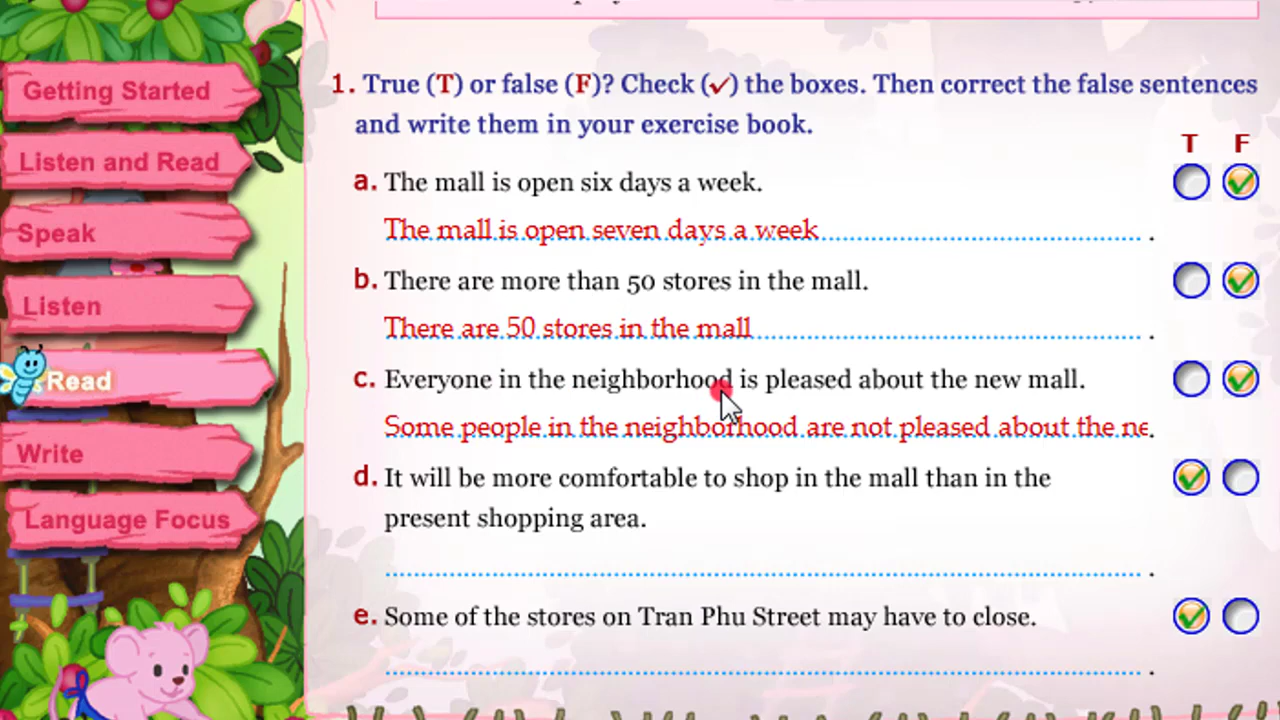 Getting Started
Listen and Read
Speak
Listen
Read
Write
Language Focus
1. True (T) or false (F)? Check (✓) the boxes. Then correct the false sentences
and write them in your exercise book.
T F
a. The mall is open six days a week.
The mall is open seven days a week .
b. There are more than 50 stores in the mall.
There are 50 stores in the mall .
c. Everyone in the neighborhood is pleased about the new mall.
Some people in the neighborhood are not pleased about the ne.
d. It will be more comfortable to shop in the mall than in the
present shopping area.
e. Some of the stores on Tran Phu Street may have to close.